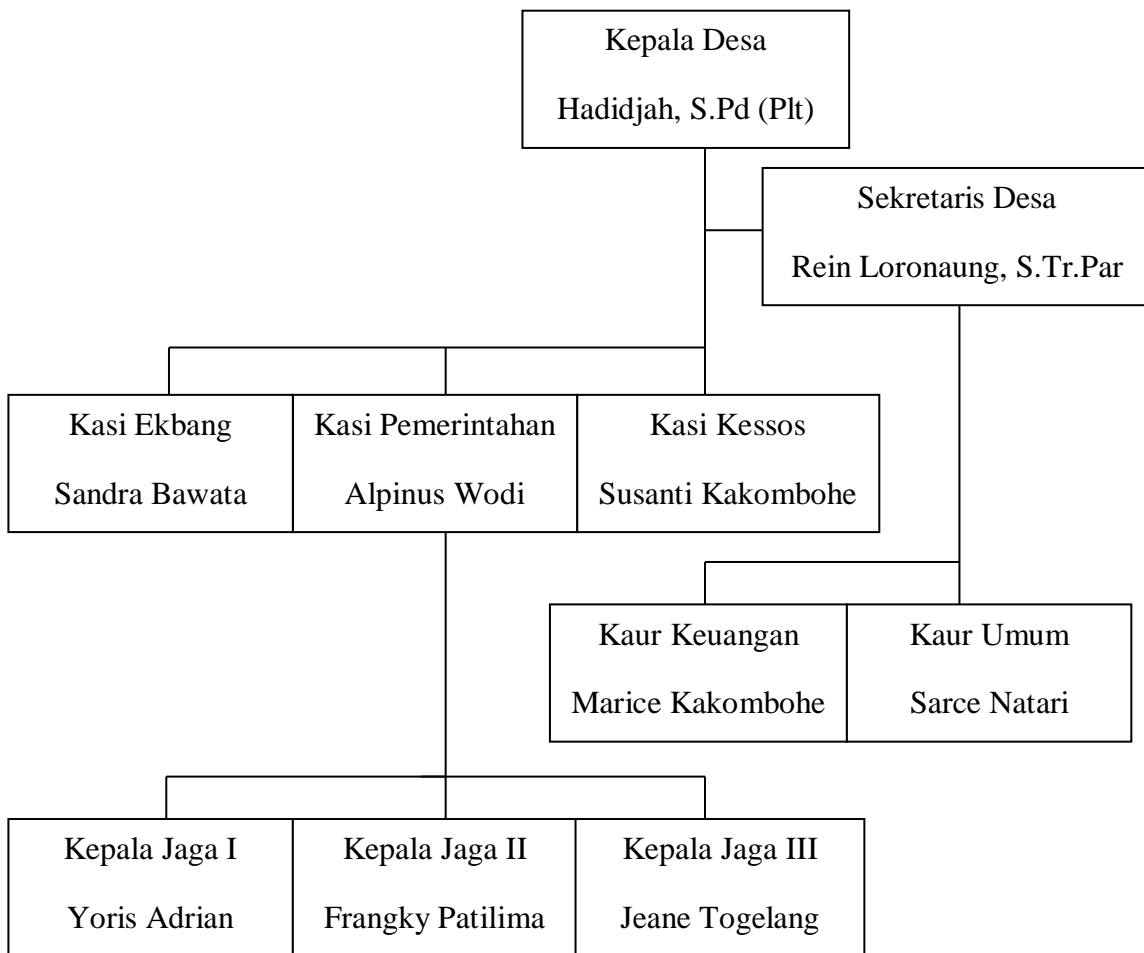 Kepala Desa
Hadidjah, S.Pd (Plt)
Sekretaris Desa
Rein Loronaung, S.Tr.Par
Kasi Ekbang
Sandra Bawata
Kasi Pemerintahan
Alpinus Wodi
Kasi Kessos
Susanti Kakombohe
Kaur Keuangan
Marice Kakombohe
Kaur Umum
Sarce Natari
Kepala Jaga I
Yoris Adrian
Kepala Jaga II
Frangky Patilima
Kepala Jaga III
Jeane Togelang